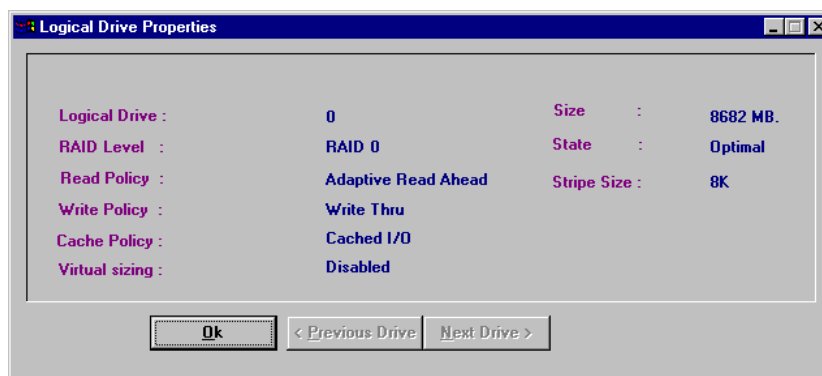 Logical Drive Properties
Logical Drive : 0 Size : 8682 MB.
RAID Level : RAID 0 State : Optimal
Read Policy : Adaptive Read Ahead Stripe Size : 8K
Write Policy : Write Thru
Cache Policy : Cached I/O
Virtual sizing : Disabled
Ok < Previous Drive Next Drive >